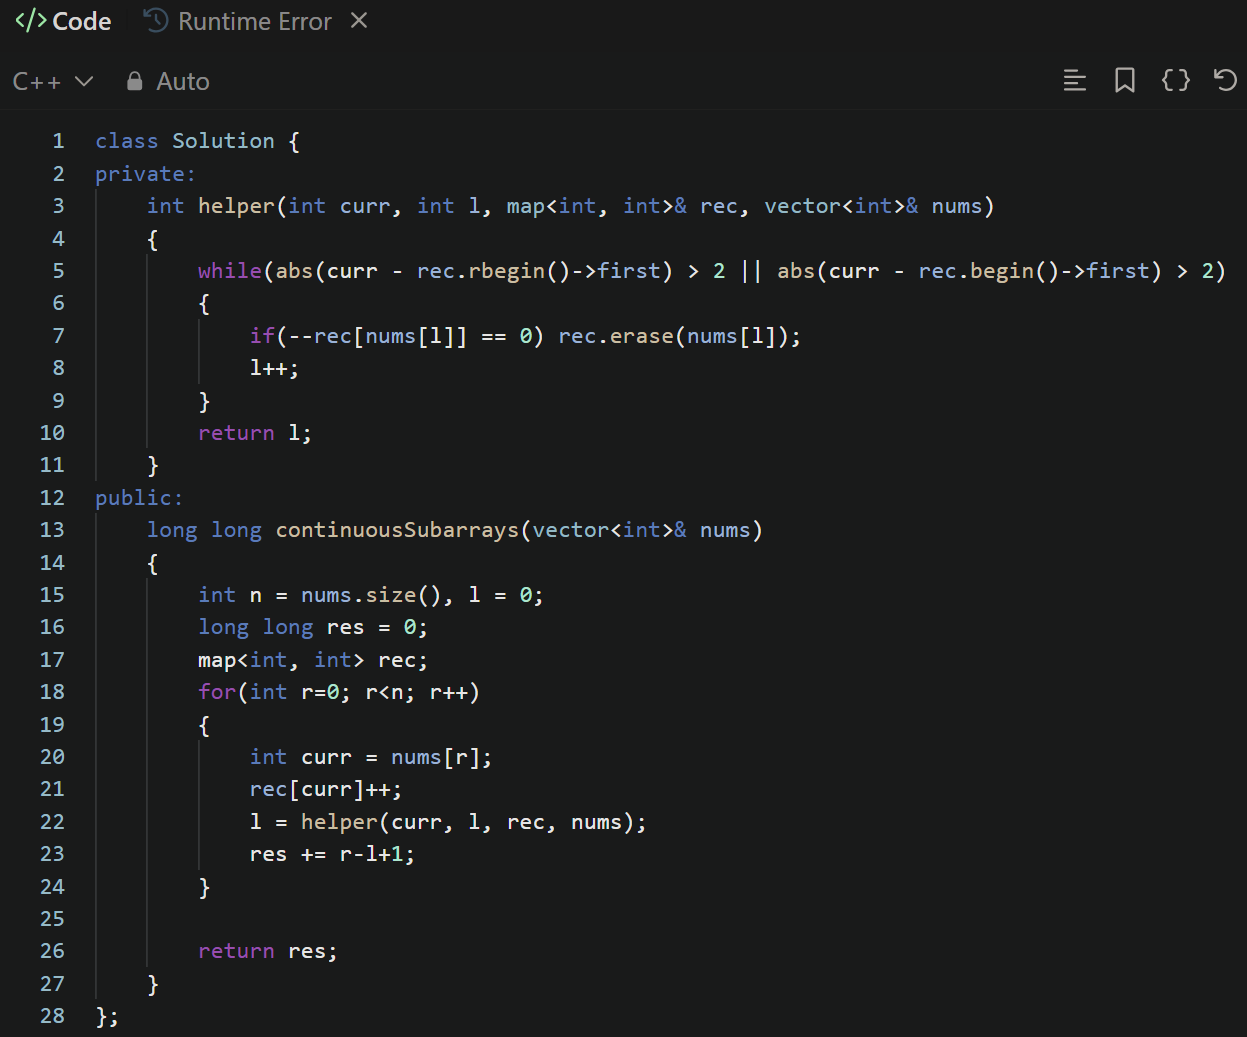 </> Code Runtime Error ×
C++ Auto
1 class Solution {
2 private:
3     int helper(int curr, int l, map<int, int>& rec, vector<int>& nums)
4     {
5         while(abs(curr - rec.rbegin()->first) > 2 || abs(curr - rec.begin()->first) > 2)
6         {
7             if(--rec[nums[l]] == 0) rec.erase(nums[l]);
8             l++;
9         }
10         return l;
11     }
12 public:
13     long long continuousSubarrays(vector<int>& nums)
14     {
15         int n = nums.size(), l = 0;
16         long long res = 0;
17         map<int, int> rec;
18         for(int r=0; r<n; r++)
19         {
20             int curr = nums[r];
21             rec[curr]++;
22             l = helper(curr, l, rec, nums);
23             res += r-l+1;
24         }
25
26         return res;
27     }
28 };